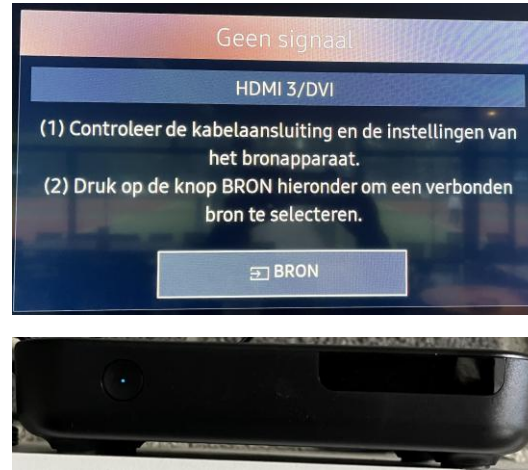 Geen signaal
HDMI 3/DVI
(1) Controleer de kabelaansluiting en de instellingen van
het bronapparaat.
(2) Druk op de knop BRON hieronder om een verbonden
bron te selecteren.
BRON